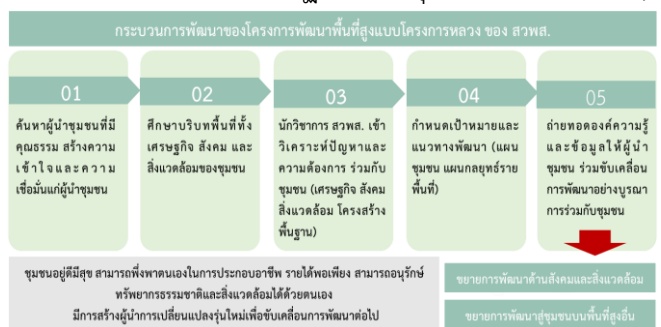 กระบวนการพัฒนาของโครงการพัฒนาพื้นที่สูงแบบโครงการหลวง ของ สวพส.
01
ค้นหาผู้นำชุมชนที่มี
คุณธรรม สร้างความ
เข้าใจและความ
เชื่อมั่นแก่ผู้นำชุมชน
02
ศึกษาบริบทพื้นที่ทั้ง
เศรษฐกิจ สังคม และ
สิ่งแวดล้อมของชุมชน
03
นักวิชาการ สวพส. เข้า
วิเคราะห์ปัญหาและ
ความต้องการ ร่วมกับ
ชุมชน (เศรษฐกิจ สังคม
สิ่งแวดล้อม โครงสร้าง
พื้นฐาน)
04
กำหนดเป้าหมายและ
แนวทางพัฒนา (แผน
ชุมชน แผนกลยุทธ์ราย
พื้นที่)
05
ถ่ายทอดองค์ความรู้
และข้อมูลให้ผู้นำ
ชุมชน ร่วมขับเคลื่อน
การพัฒนาอย่างบูรณา
การร่วมกับชุมชน
ชุมชนอยู่ดีมีสุข สามารถพึ่งพาตนเองในการประกอบอาชีพ รายได้พอเพียง สามารถอนุรักษ์
ทรัพยากรธรรมชาติและสิ่งแวดล้อมได้ด้วยตนเอง
มีการสร้างผู้นำการเปลี่ยนแปลงรุ่นใหม่เพื่อขับเคลื่อนการพัฒนาต่อไป
ขยายการพัฒนาด้านสังคมและสิ่งแวดล้อม
ขยายการพัฒนาสู่ชุมชนบนพื้นที่สูงอื่น